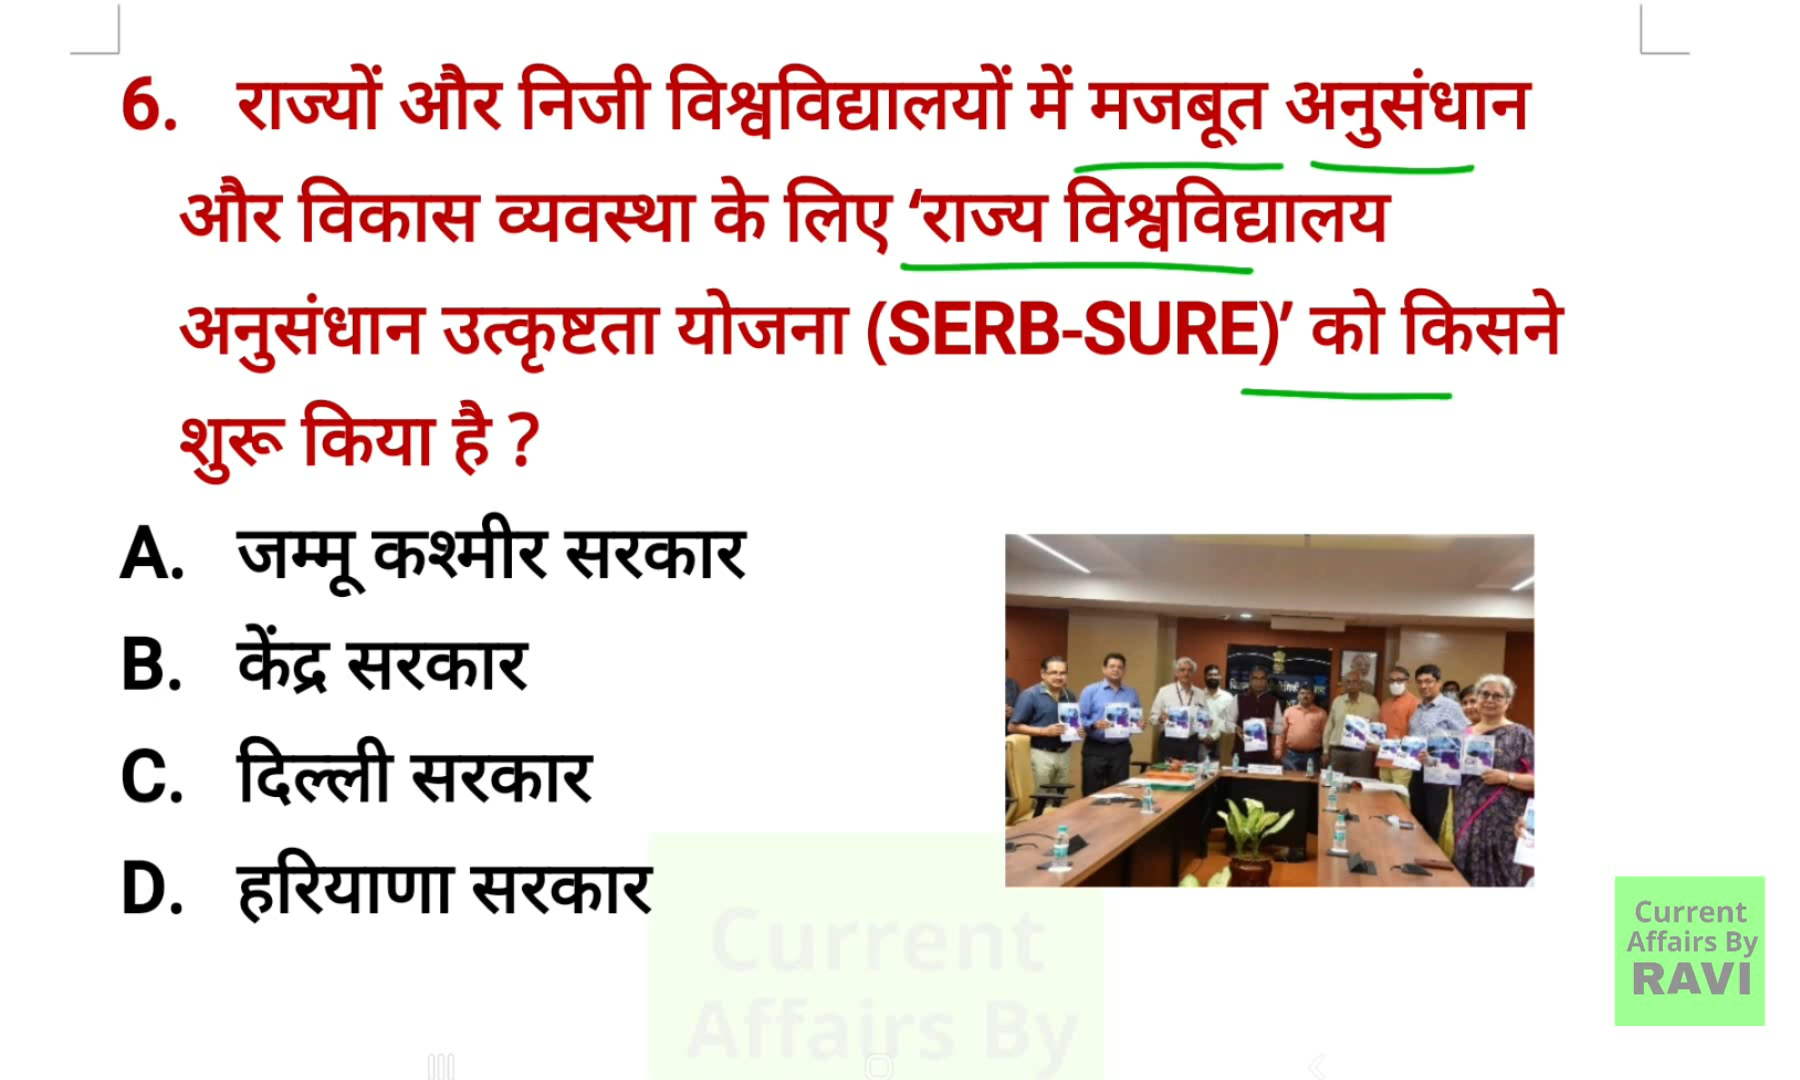 6. राज्यों और निजी विश्वविद्यालयों में मजबूत अनुसंधान
और विकास व्यवस्था के लिए ‘राज्य विश्वविद्यालय
अनुसंधान उत्कृष्टता योजना (SERB-SURE)’ को किसने
शुरू किया है ?
A. जम्मू कश्मीर सरकार
B. केंद्र सरकार
C. दिल्ली सरकार
D. हरियाणा सरकार
Current
Affairs By
Current
Affairs By
RAVI